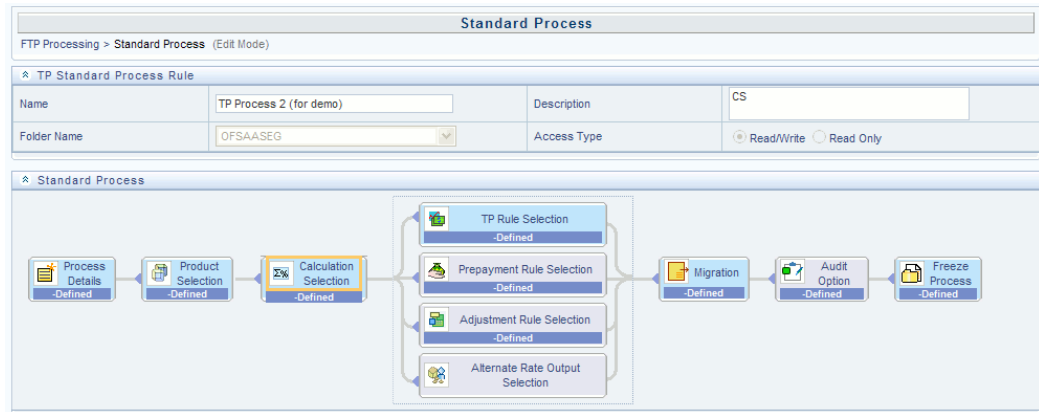 Standard Process
FTP Processing > Standard Process (Edit Mode)
TP Standard Process Rule
Name TP Process 2 (for demo) Description CS
Folder Name OFSAASEG Access Type Read/Write Read Only
Standard Process
Process
Details
-Defined
Product
Selection
-Defined
Σ%
Calculation
Selection
-Defined
TP Rule Selection
-Defined
Prepayment Rule Selection
-Defined
Adjustment Rule Selection
-Defined
Alternate Rate Output
Selection
Migration
-Defined
Audit
Option
-Defined
Freeze
Process
-Defined